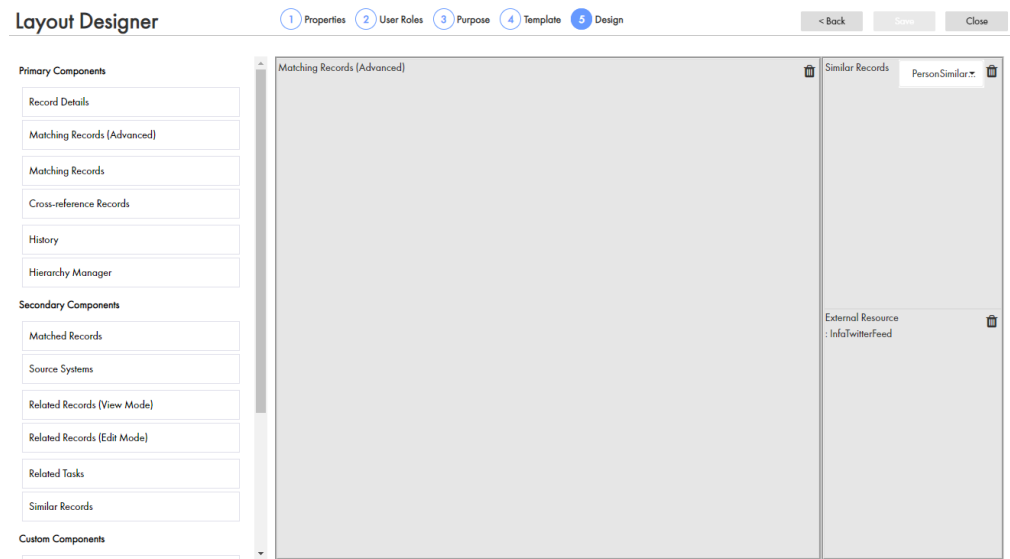 Layout Designer
1 Properties 2 User Roles 3 Purpose 4 Template 5 Design
< Back Save Close
Primary Components
Record Details
Matching Records (Advanced)
Matching Records
Cross-reference Records
History
Hierarchy Manager
Secondary Components
Matched Records
Source Systems
Related Records (View Mode)
Related Records (Edit Mode)
Related Tasks
Similar Records
Custom Components
Matching Records (Advanced)
Similar Records
PersonSimilar...
External Resource
: InfaTwitterFeed